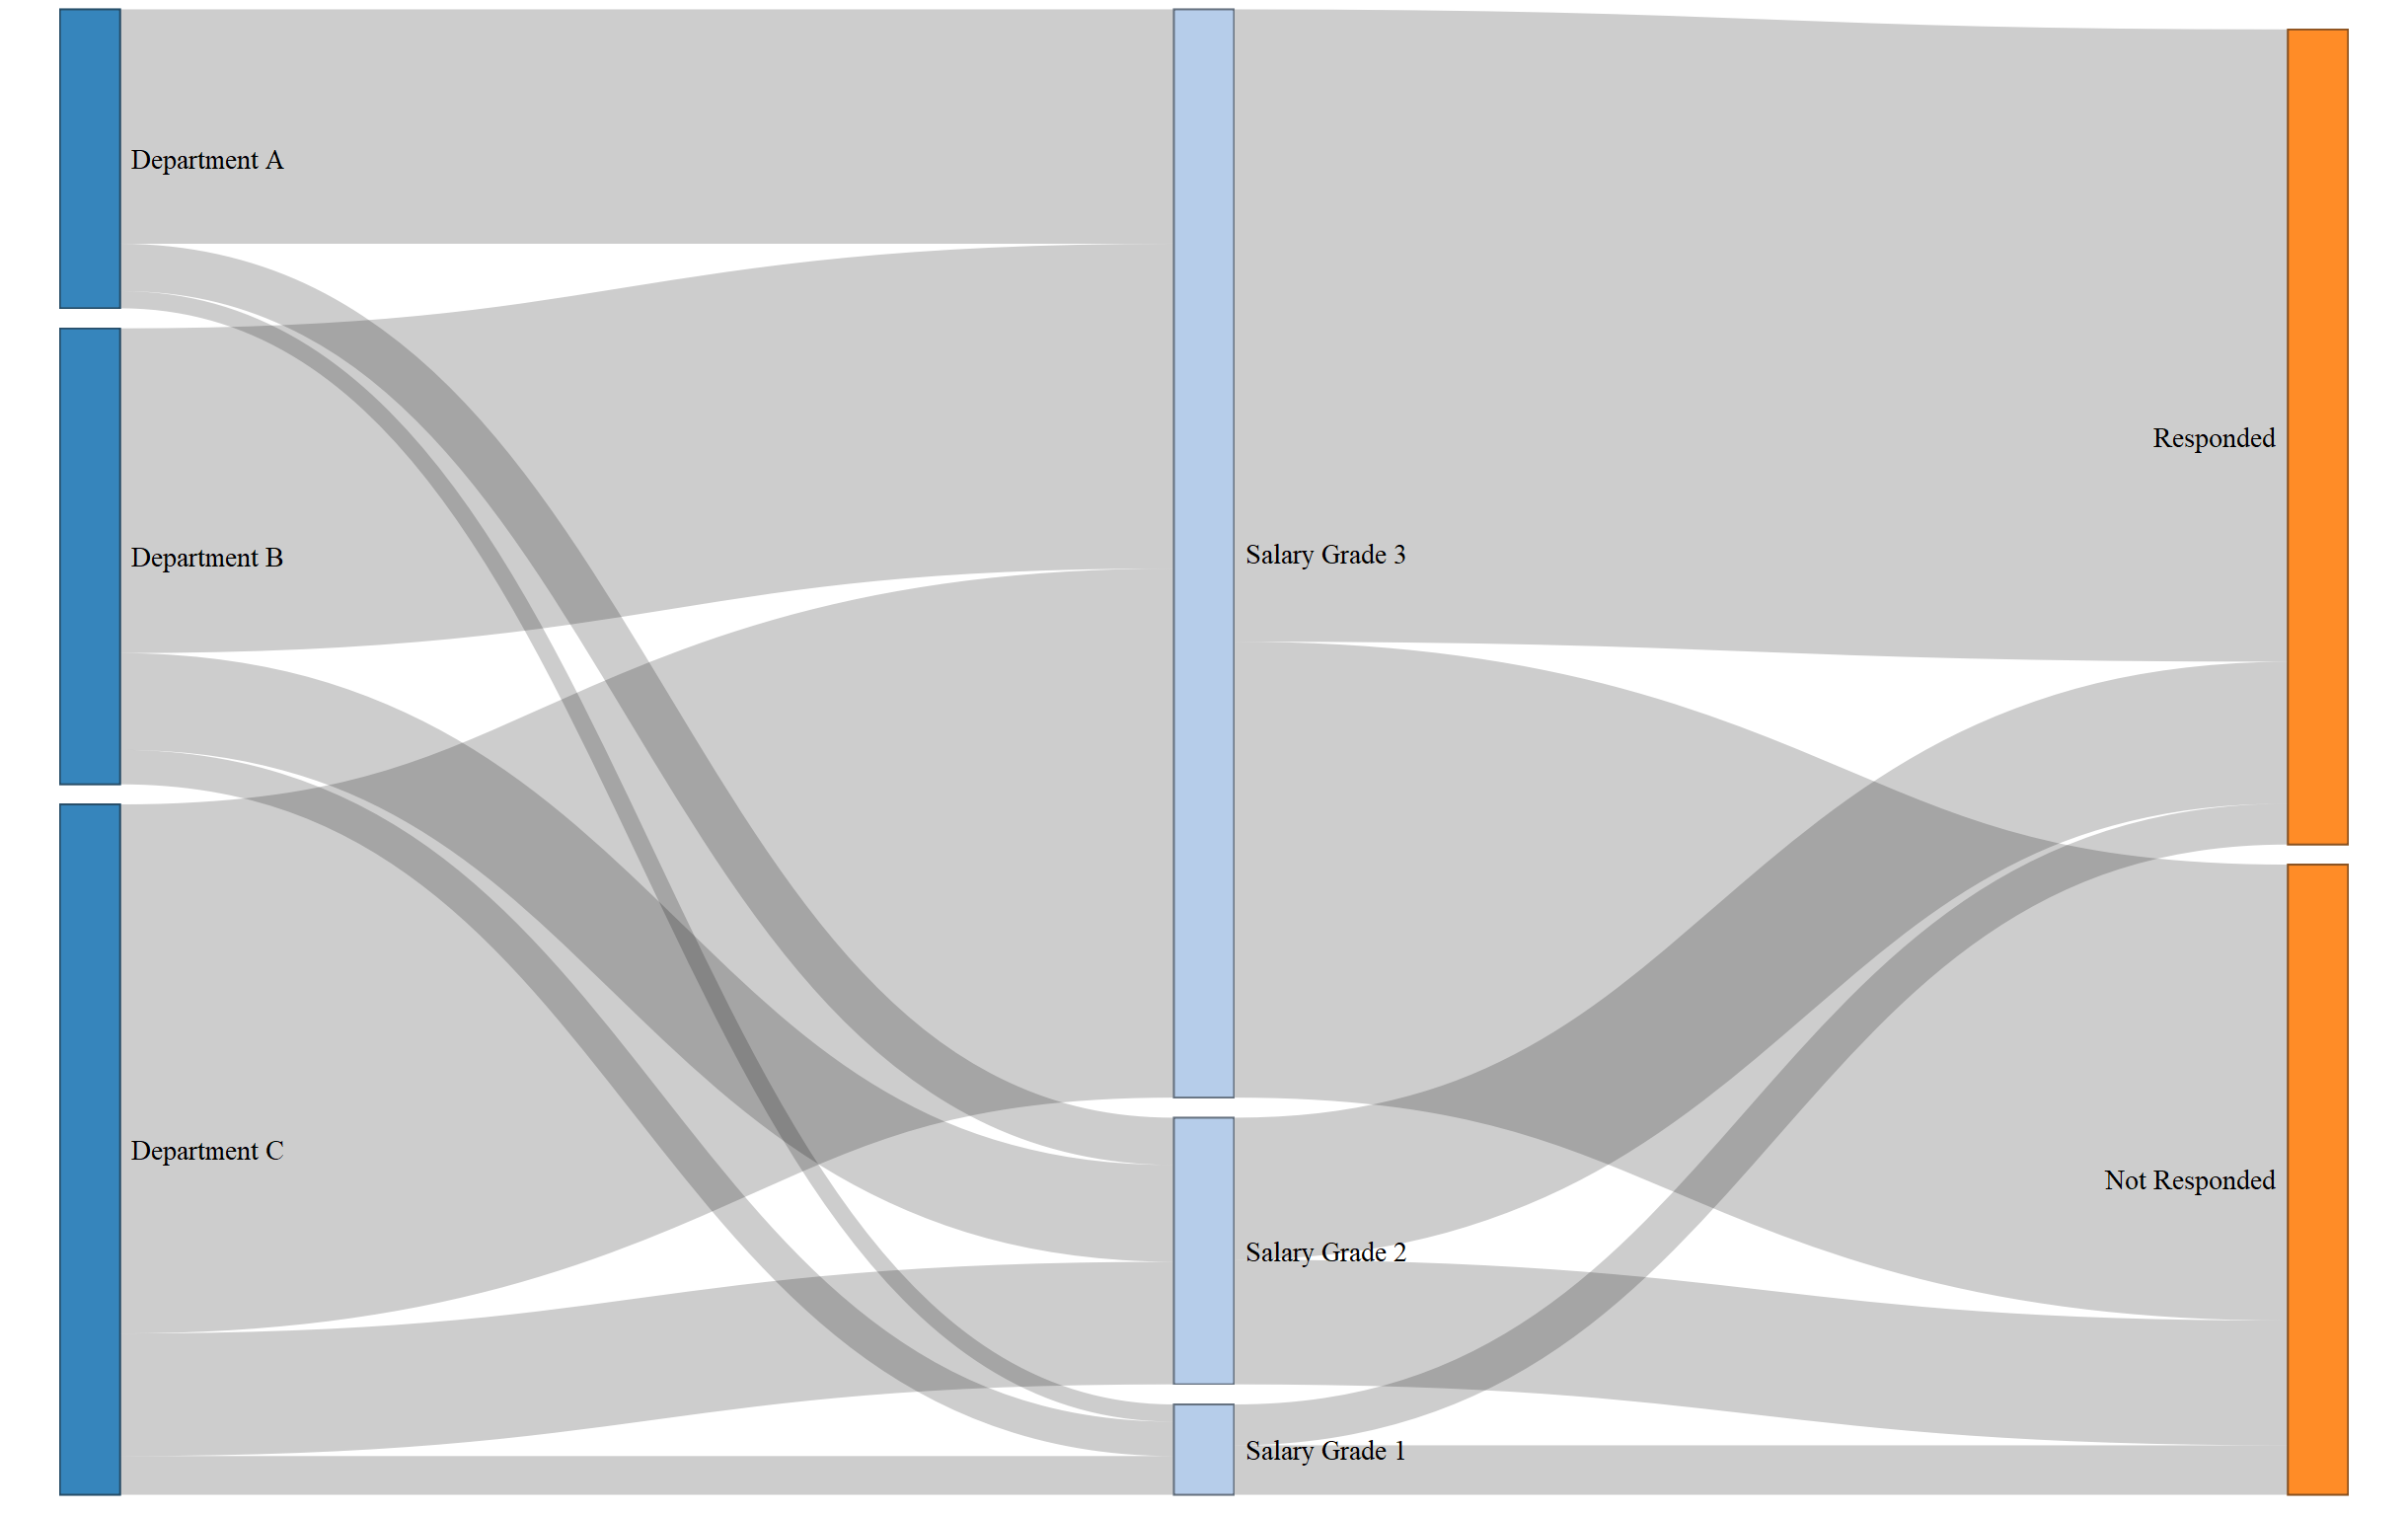 Department A
Department B
Department C
Salary Grade 3
Salary Grade 2
Salary Grade 1
Responded
Not Responded